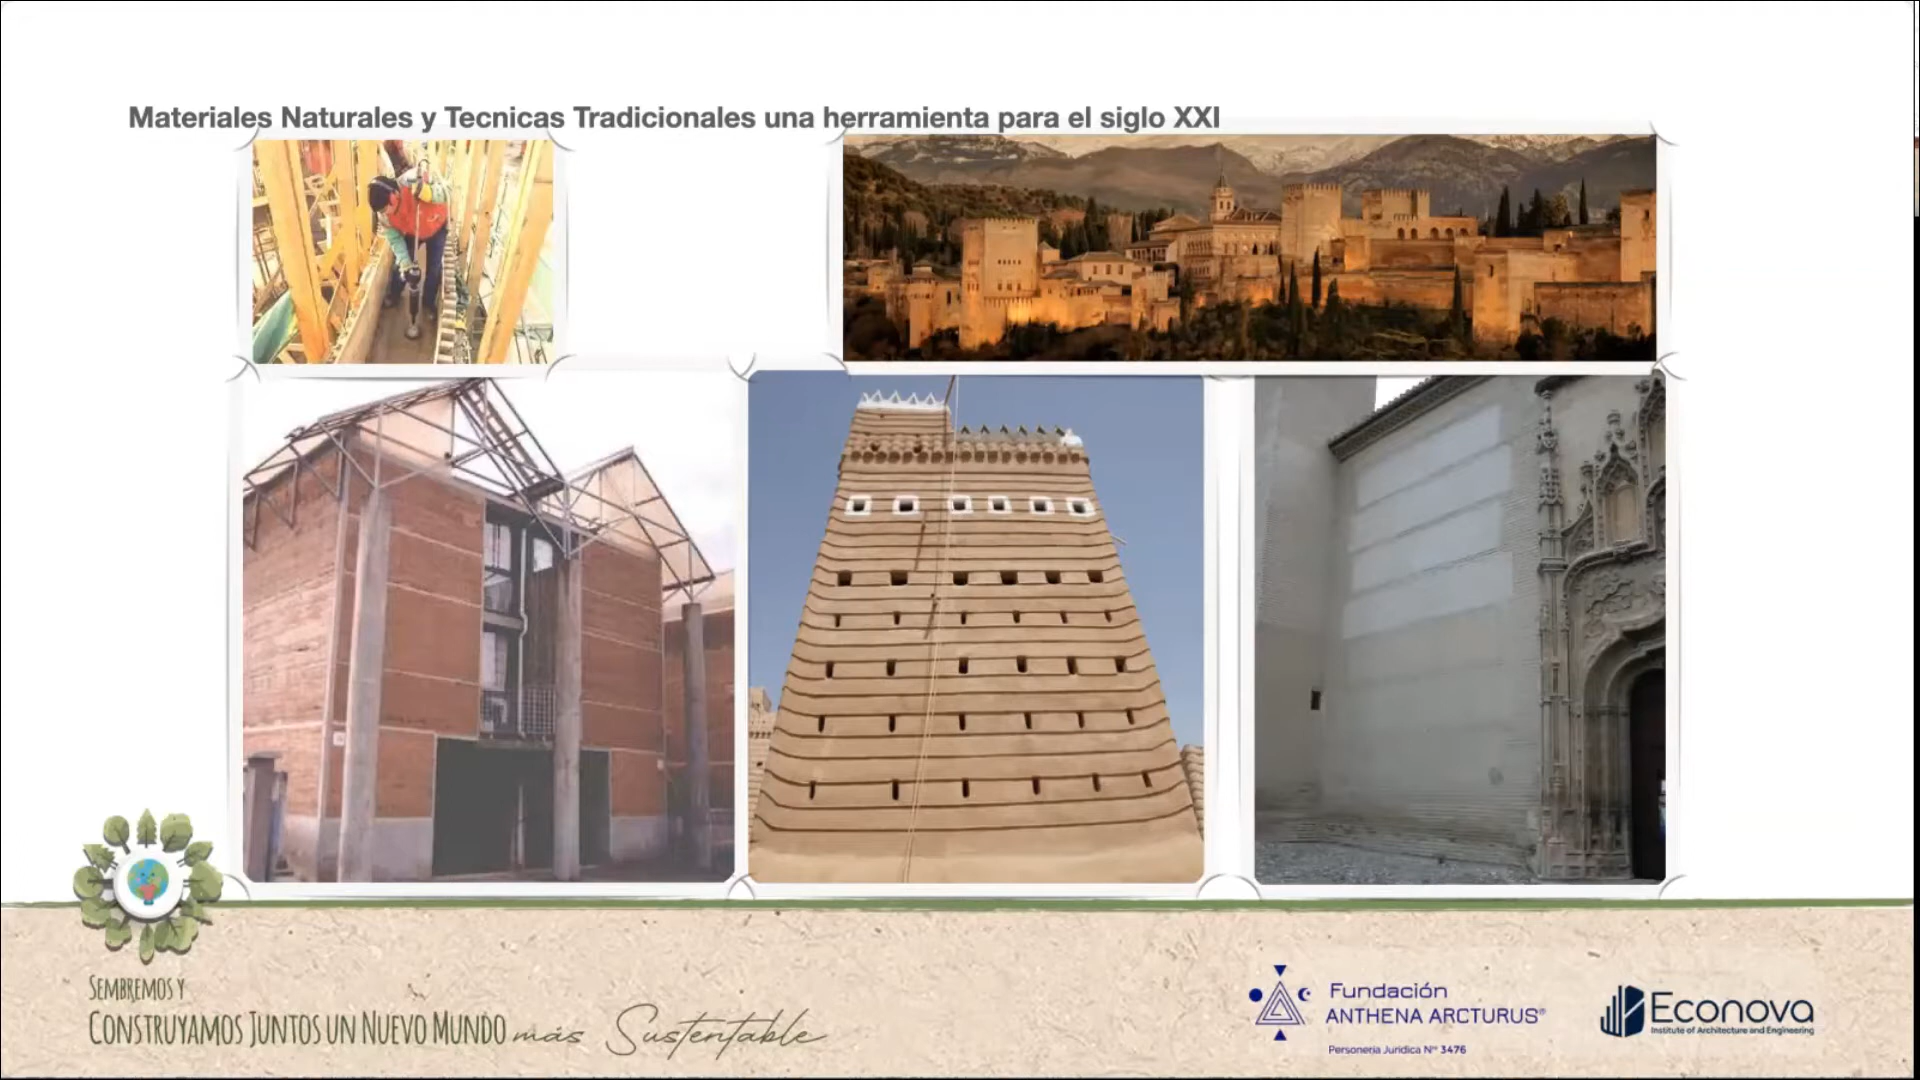 Materiales Naturales y Tecnicas Tradicionales una herramienta para el siglo XXI
SEMBREMOS Y
CONSTRUYAMOS JUNTOS UN NUEVO MUNDO más Sustentable
Fundación
ANTHENA ARCTURUS®
Personería Jurídica Nº 3476
Econova
Institute of Architecture and Engineering